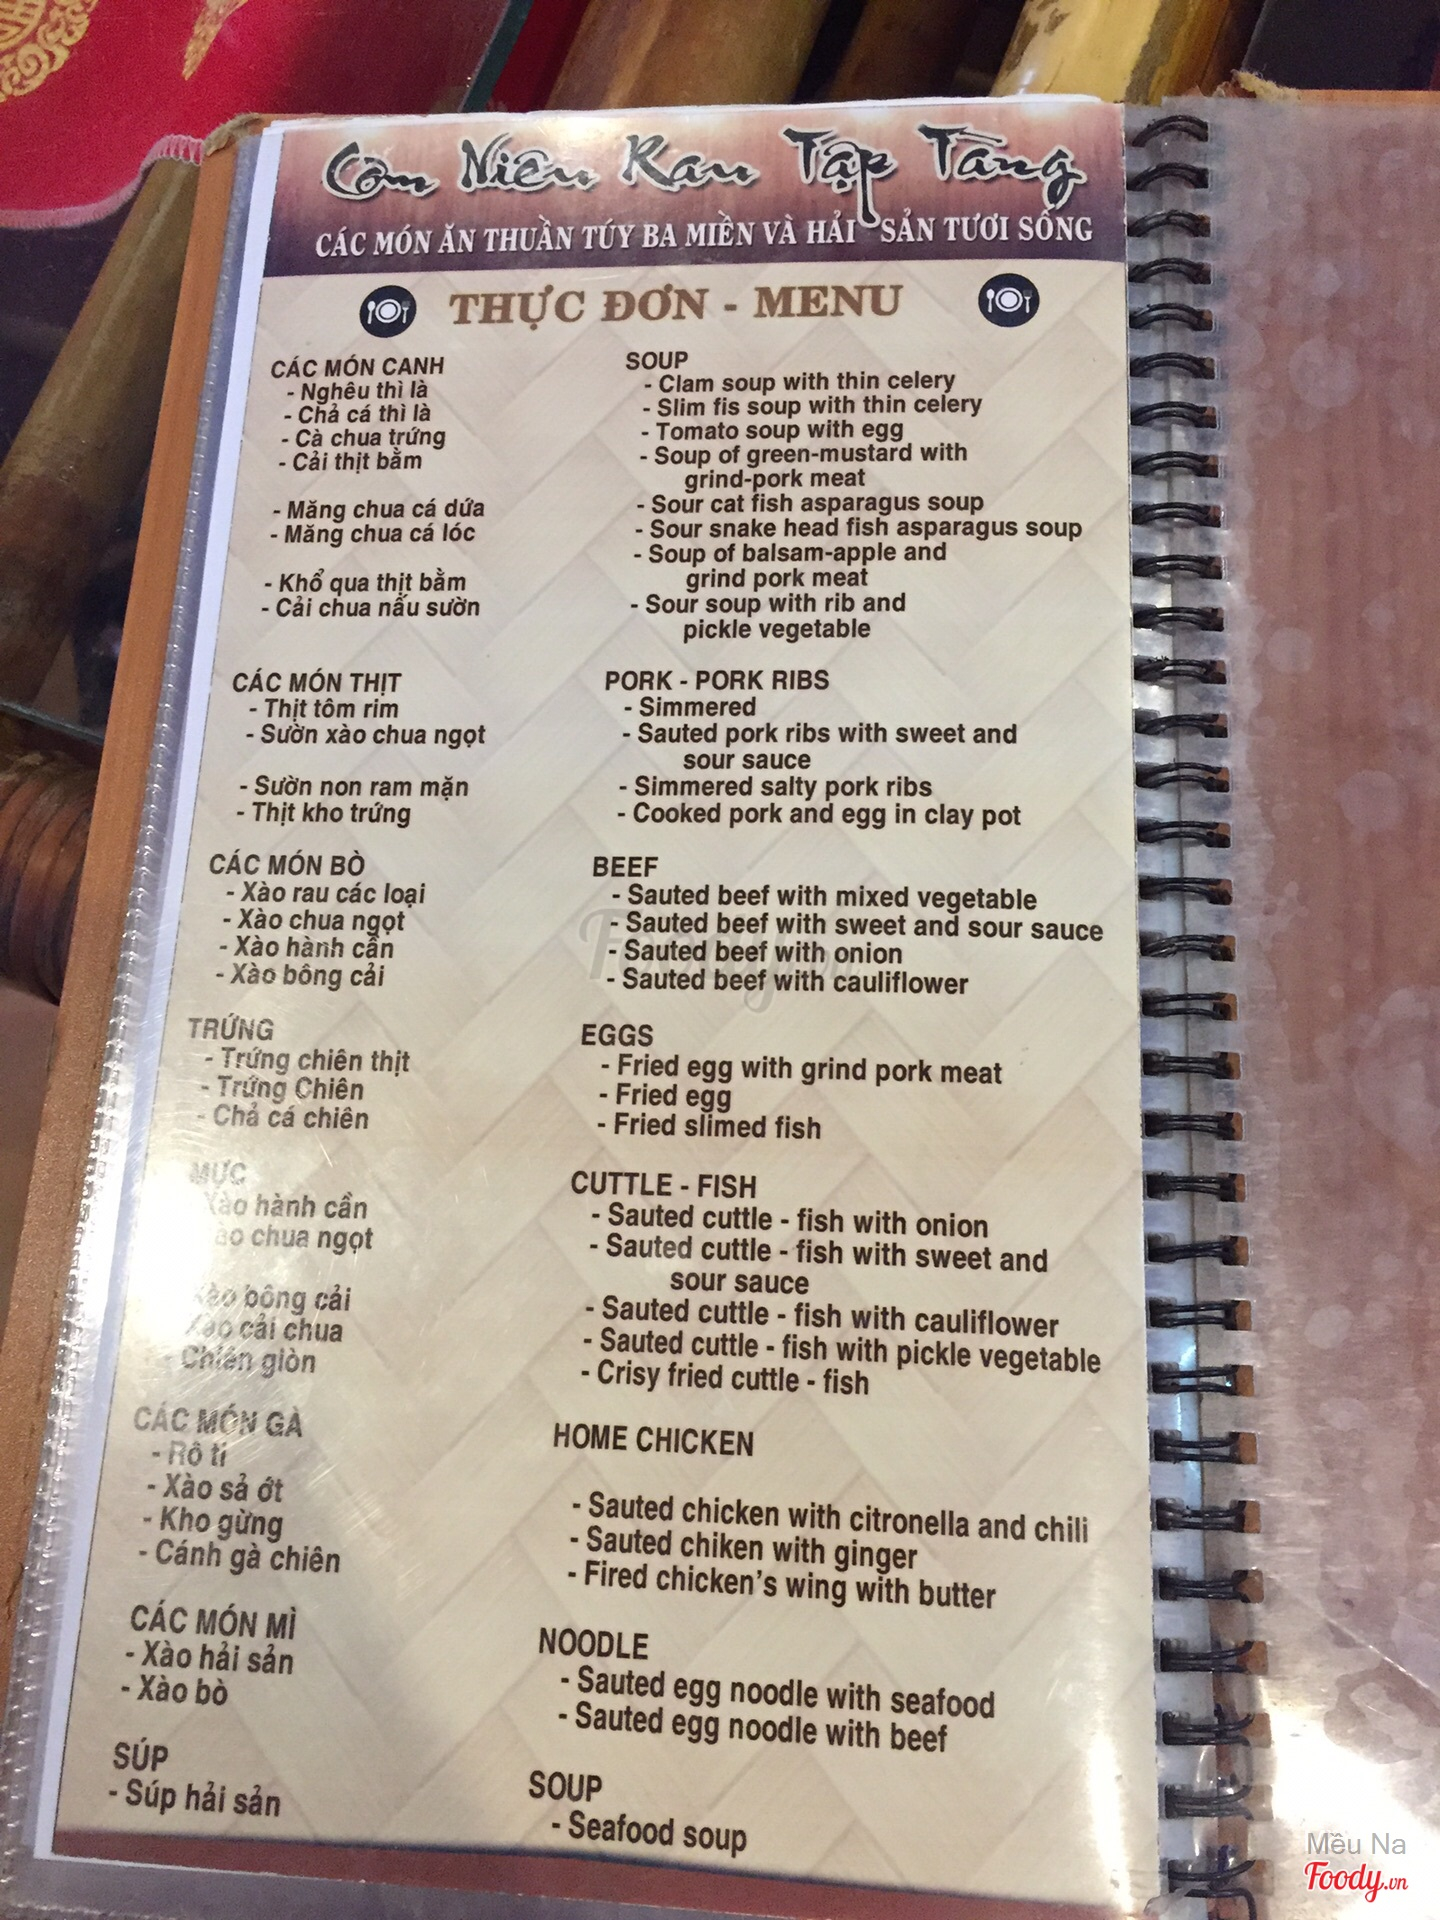 Cơm Niêu Rau Tập Tàng
CÁC MÓN ĂN THUẦN TÚY BA MIỀN VÀ HẢI SẢN TƯƠI SỐNG
THỰC ĐƠN - MENU
CÁC MÓN CANH
- Nghêu thì là
- Chả cá thì là
- Cà chua trứng
- Cải thịt bằm
- Măng chua cá dứa
- Măng chua cá lóc
- Khổ qua thịt bằm
- Cải chua nấu sườn
SOUP
- Clam soup with thin celery
- Slim fis soup with thin celery
- Tomato soup with egg
- Soup of green-mustard with
grind-pork meat
- Sour cat fish asparagus soup
- Sour snake head fish asparagus soup
- Soup of balsam-apple and
grind pork meat
- Sour soup with rib and
pickle vegetable
CÁC MÓN THỊT
- Thịt tôm rim
- Sườn xào chua ngọt
- Sườn non ram mặn
- Thịt kho trứng
PORK - PORK RIBS
- Simmered
- Sauted pork ribs with sweet and
sour sauce
- Simmered salty pork ribs
- Cooked pork and egg in clay pot
CÁC MÓN BÒ
- Xào rau các loại
- Xào chua ngọt
- Xào hành cần
- Xào bông cải
BEEF
- Sauted beef with mixed vegetable
- Sauted beef with sweet and sour sauce
- Sauted beef with onion
- Sauted beef with cauliflower
TRỨNG
- Trứng chiên thịt
- Trứng Chiên
- Chả cá chiên
EGGS
- Fried egg with grind pork meat
- Fried egg
- Fried slimed fish
MỰC
Xào hành cần
Xào chua ngọt
Xào bông cải
Xào cải chua
- Chiên giòn
CUTTLE - FISH
- Sauted cuttle - fish with onion
- Sauted cuttle - fish with sweet and
sour sauce
- Sauted cuttle - fish with cauliflower
- Sauted cuttle - fish with pickle vegetable
- Crisy fried cuttle - fish
CÁC MÓN GÀ
- Rô ti
- Xào sả ớt
- Kho gừng
- Cánh gà chiên
HOME CHICKEN
- Sauted chicken with citronella and chili
- Sauted chiken with ginger
- Fired chicken's wing with butter
CÁC MÓN MÌ
- Xào hải sản
- Xào bò
NOODLE
- Sauted egg noodle with seafood
- Sauted egg noodle with beef
SÚP
- Súp hải sản
SOUP
- Seafood soup
Mều Na
Foody.vn